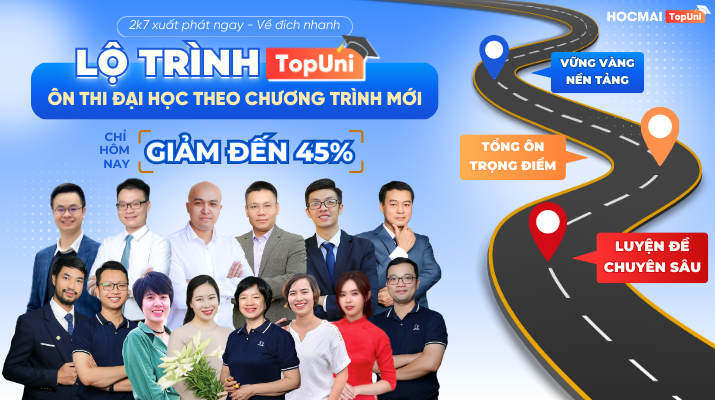 2k7 xuất phát ngay - Về đích nhanh
HOCMAI TopUni
LỘ TRÌNH TopUni
ÔN THI ĐẠI HỌC THEO CHƯƠNG TRÌNH MỚI
CHỈ
HÔM
NAY
GIẢM ĐẾN 45%
VỮNG VÀNG
NỀN TẢNG
TỔNG ÔN
TRỌNG ĐIỂM
LUYỆN ĐỀ
CHUYÊN SÂU